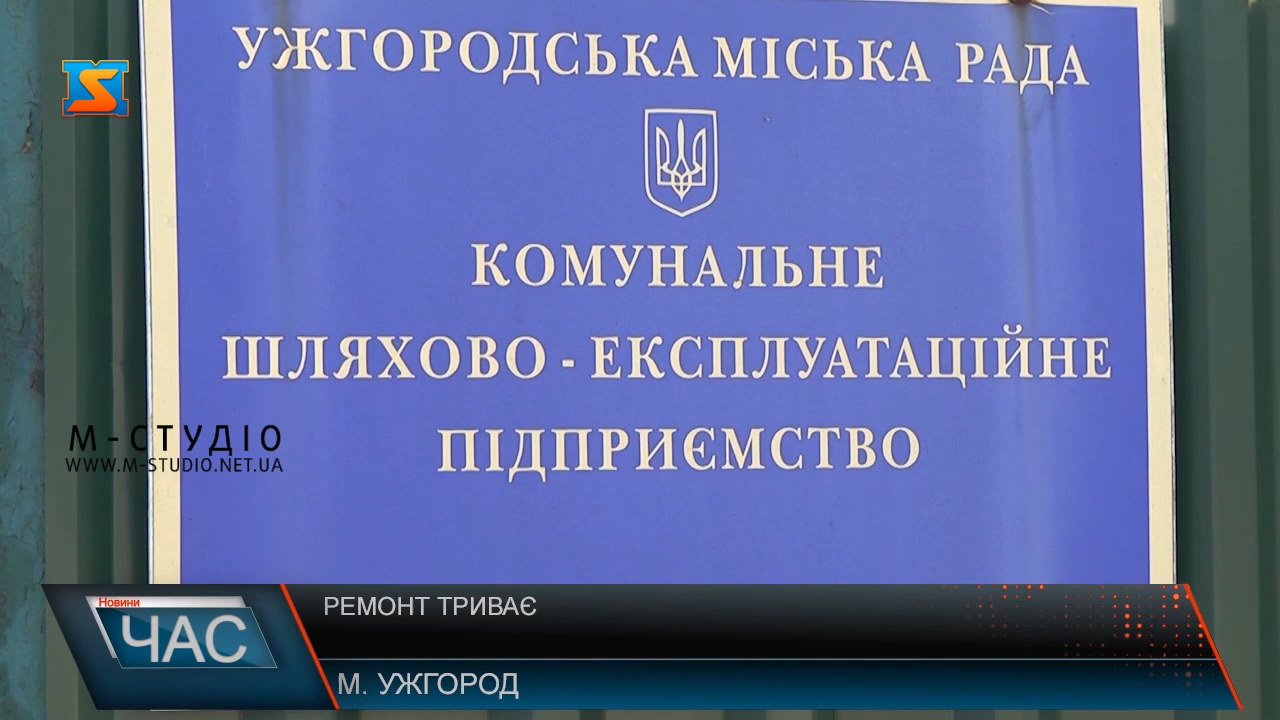 УЖГОРОДСЬКА МІСЬКА РАДА
КОМУНАЛЬНЕ
ШЛЯХОВО - ЕКСПЛУАТАЦІЙНЕ
ПІДПРИЄМСТВО
М-СТУДІО
WWW.M-STUDIO.NET.UA
Новини
ЧАС
РЕМОНТ ТРИВАЄ
М. УЖГОРОД